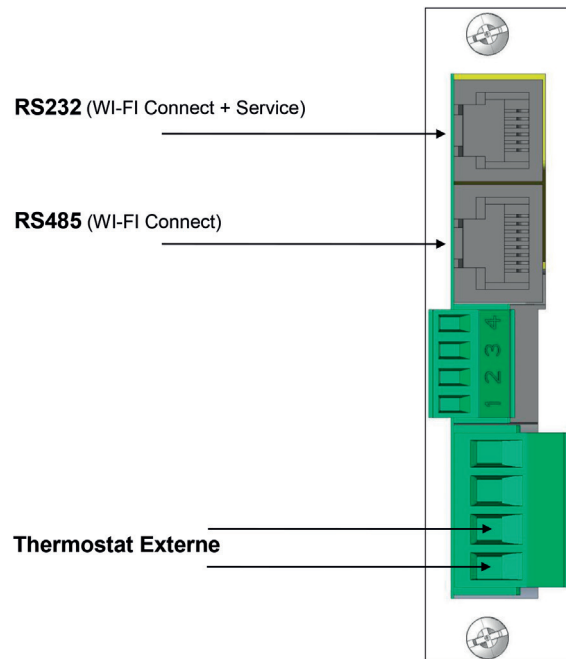 RS232 (WI-FI Connect + Service)
RS485 (WI-FI Connect)
4
3
2
1
Thermostat Externe